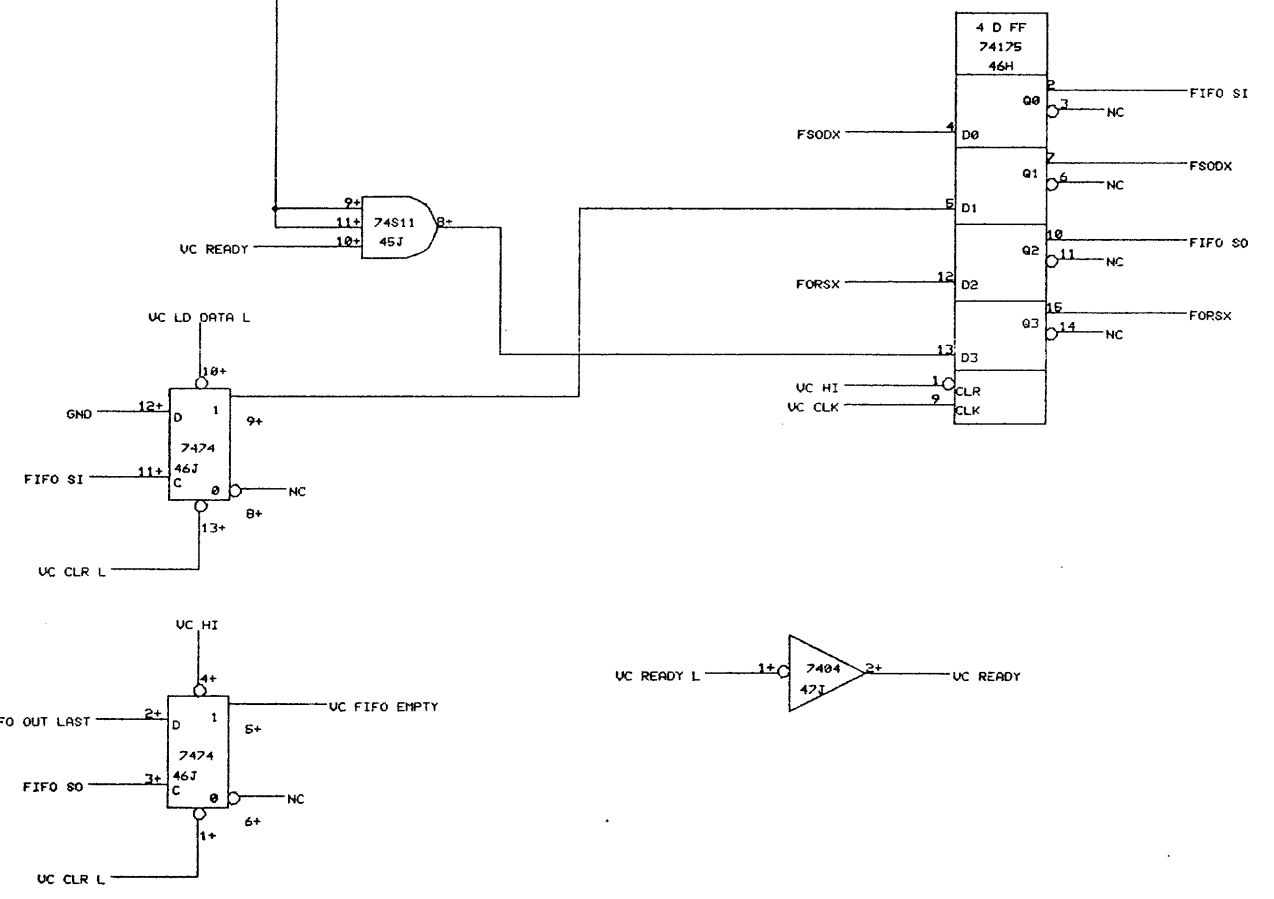 4 D FF
74175
46H
2
Q0
FIFO SI
3
NC
FSODX
4
D0
7
Q1
FSODX
6
NC
5
D1
9+
11+
74S11
8+
10+
45J
VC READY
10
Q2
FIFO SO
11
NC
FORSX
12
D2
15
Q3
FORSX
14
NC
13
D3
VC HI
1
CLR
VC CLK
9
CLK
VC LD DATA L
10+
GND
12+
D
1
9+
7474
46J
FIFO SI
11+
C
0
NC
8+
13+
VC CLR L
VC HI
4+
FO OUT LAST
2+
D
1
VC FIFO EMPTY
5+
7474
46J
FIFO SO
3+
C
0
NC
6+
1+
VC CLR L
VC READY L
1+
7404
47J
2+
VC READY